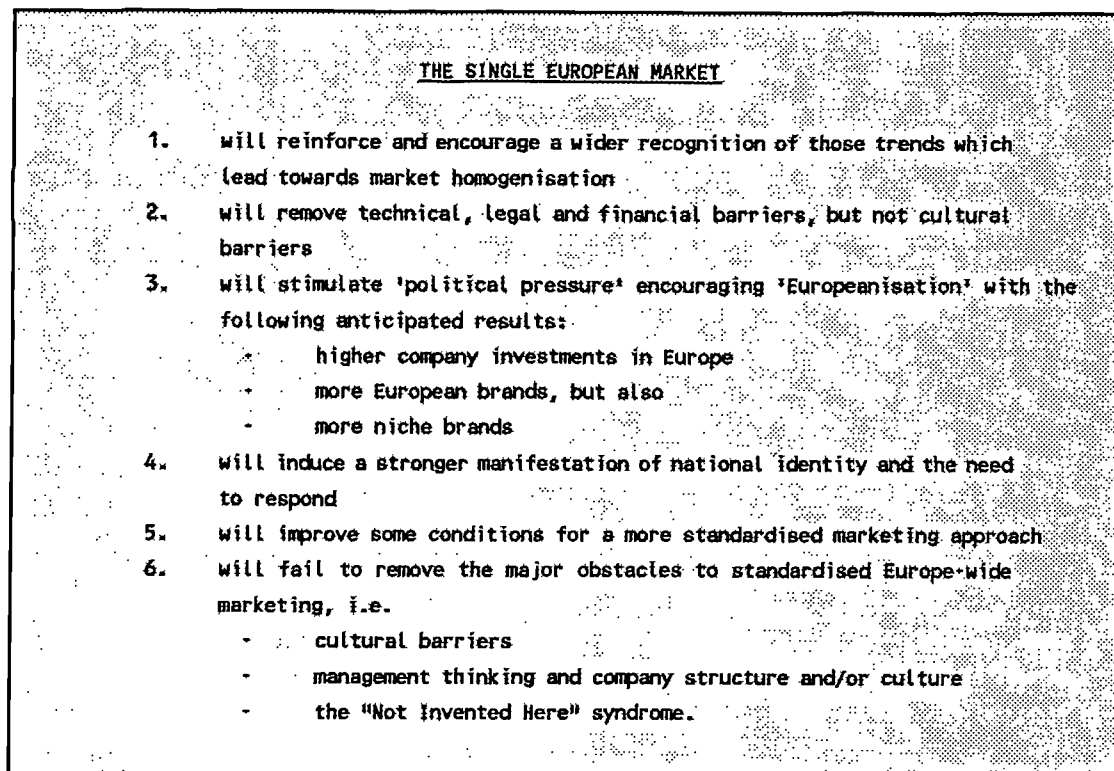 THE SINGLE EUROPEAN MARKET
1. will reinforce and encourage a wider recognition of those trends which
lead towards market homogenisation
2. will remove technical, legal and financial barriers, but not cultural
barriers
3. will stimulate 'political pressure' encouraging 'Europeanisation' with the
following anticipated results:
- higher company investments in Europe
- more European brands, but also
- more niche brands
4. will induce a stronger manifestation of national identity and the need
to respond
5. will improve some conditions for a more standardised marketing approach
6. will fail to remove the major obstacles to standardised Europe-wide
marketing, i.e.
- cultural barriers
- management thinking and company structure and/or culture
- the "Not Invented Here" syndrome.